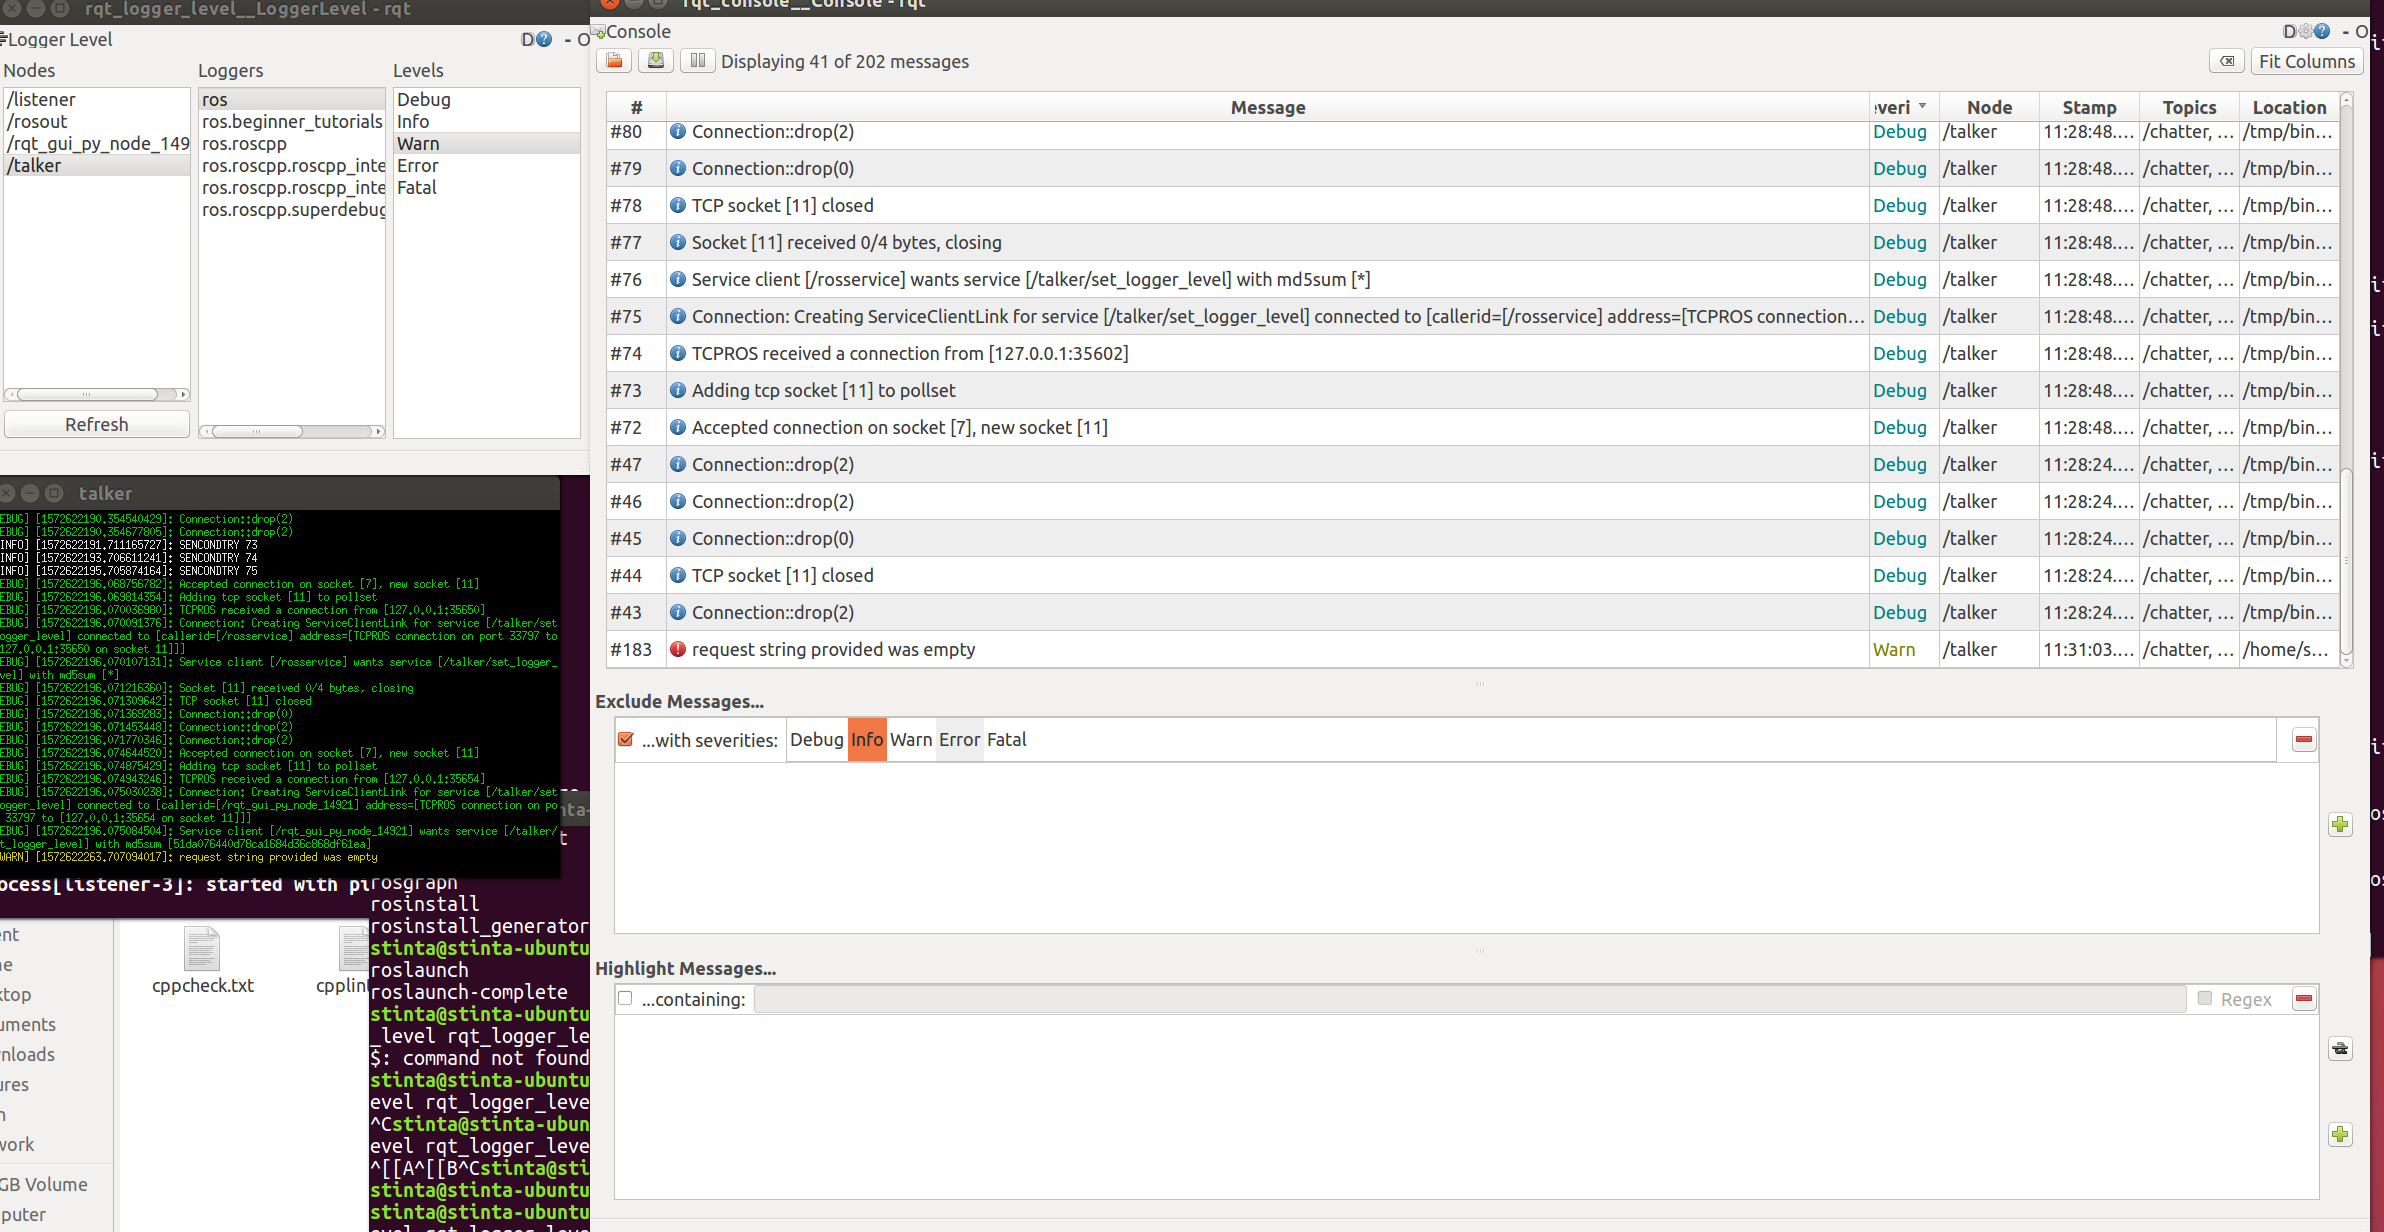 rqt_logger_level__LoggerLevel - rqt
Logger Level
D - O
Nodes Loggers Levels
/listener
/rosout
/rqt_gui_py_node_149
/talker
Refresh
ros
ros.beginner_tutorials
ros.roscpp
ros.roscpp.roscpp_inte
ros.roscpp.roscpp_inte
ros.roscpp.superdebug
Debug
Info
Warn
Error
Fatal
talker
EBUG] [1572622190.354540429]: Connection::drop(2)
EBUG] [1572622190.354677805]: Connection::drop(2)
INFO] [1572622191.711165727]: SENCONDTRY 73
INFO] [1572622193.706611241]: SENCONDTRY 74
INFO] [1572622195.705874164]: SENCONDTRY 75
EBUG] [1572622196.068756782]: Accepted connection on socket [7], new socket [11]
EBUG] [1572622196.069814354]: Adding tcp socket [11] to pollset
EBUG] [1572622196.070036980]: TCPROS received a connection from [127.0.0.1:35650]
EBUG] [1572622196.070091376]: Connection: Creating ServiceClientLink for service [/talker/set
ogger_level] connected to [callerid=[/rosservice] address=[TCPROS connection on port 33797 to
127.0.0.1:35650 on socket 11]]]
EBUG] [1572622196.070107131]: Service client [/rosservice] wants service [/talker/set_logger_
vel] with md5sum [*]
EBUG] [1572622196.071216360]: Socket [11] received 0/4 bytes, closing
EBUG] [1572622196.071309642]: TCP socket [11] closed
EBUG] [1572622196.071369283]: Connection::drop(0)
EBUG] [1572622196.071453448]: Connection::drop(2)
EBUG] [1572622196.071770346]: Connection::drop(2)
EBUG] [1572622196.074644520]: Accepted connection on socket [7], new socket [11]
EBUG] [1572622196.074875429]: Adding tcp socket [11] to pollset
EBUG] [1572622196.074943246]: TCPROS received a connection from [127.0.0.1:35654]
EBUG] [1572622196.075030238]: Connection: Creating ServiceClientLink for service [/talker/set
ogger_level] connected to [callerid=[/rqt_gui_py_node_14921] address=[TCPROS connection on po
33797 to [127.0.0.1:35654 on socket 11]]]
EBUG] [1572622196.075084504]: Service client [/rqt_gui_py_node_14921] wants service [/talker/
t_logger_level] with md5sum [51da076440d78ca1684d36c868df61ea]
WARN] [1572622263.707094017]: request string provided was empty
ocess[listener-3]: started with pi
nt
ne
ktop
uments
nloads
ures
n
work
GB Volume
puter
cppcheck.txt
cpplin
rosgraph
rosinstall
rosinstall_generator
stinta@stinta-ubuntu
roslaunch
roslaunch-complete
stinta@stinta-ubuntu
_level rqt_logger_le
$: command not found
stinta@stinta-ubuntu
evel rqt_logger_leve
^Cstinta@stinta-ubun
evel rqt_logger_leve
^[[A^[[B^Cstinta@sti
stinta@stinta-ubuntu
stinta@stinta-ubuntu
evel rqt_logger_leve
rqt_console__Console - rqt
Console
D - O
Displaying 41 of 202 messages
Fit Columns
# Message everi Node Stamp Topics Location
#80 Connection::drop(2) Debug /talker 11:28:48.... /chatter, ... /tmp/bin...
#79 Connection::drop(0) Debug /talker 11:28:48.... /chatter, ... /tmp/bin...
#78 TCP socket [11] closed Debug /talker 11:28:48.... /chatter, ... /tmp/bin...
#77 Socket [11] received 0/4 bytes, closing Debug /talker 11:28:48.... /chatter, ... /tmp/bin...
#76 Service client [/rosservice] wants service [/talker/set_logger_level] with md5sum [*] Debug /talker 11:28:48.... /chatter, ... /tmp/bin...
#75 Connection: Creating ServiceClientLink for service [/talker/set_logger_level] connected to [callerid=[/rosservice] address=[TCPROS connection... Debug /talker 11:28:48.... /chatter, ... /tmp/bin...
#74 TCPROS received a connection from [127.0.0.1:35602] Debug /talker 11:28:48.... /chatter, ... /tmp/bin...
#73 Adding tcp socket [11] to pollset Debug /talker 11:28:48.... /chatter, ... /tmp/bin...
#72 Accepted connection on socket [7], new socket [11] Debug /talker 11:28:48.... /chatter, ... /tmp/bin...
#47 Connection::drop(2) Debug /talker 11:28:24.... /chatter, ... /tmp/bin...
#46 Connection::drop(2) Debug /talker 11:28:24.... /chatter, ... /tmp/bin...
#45 Connection::drop(0) Debug /talker 11:28:24.... /chatter, ... /tmp/bin...
#44 TCP socket [11] closed Debug /talker 11:28:24.... /chatter, ... /tmp/bin...
#43 Connection::drop(2) Debug /talker 11:28:24.... /chatter, ... /tmp/bin...
#183 request string provided was empty Warn /talker 11:31:03.... /chatter, ... /home/s...
Exclude Messages...
...with severities: Debug Info Warn Error Fatal
Highlight Messages...
...containing: Regex